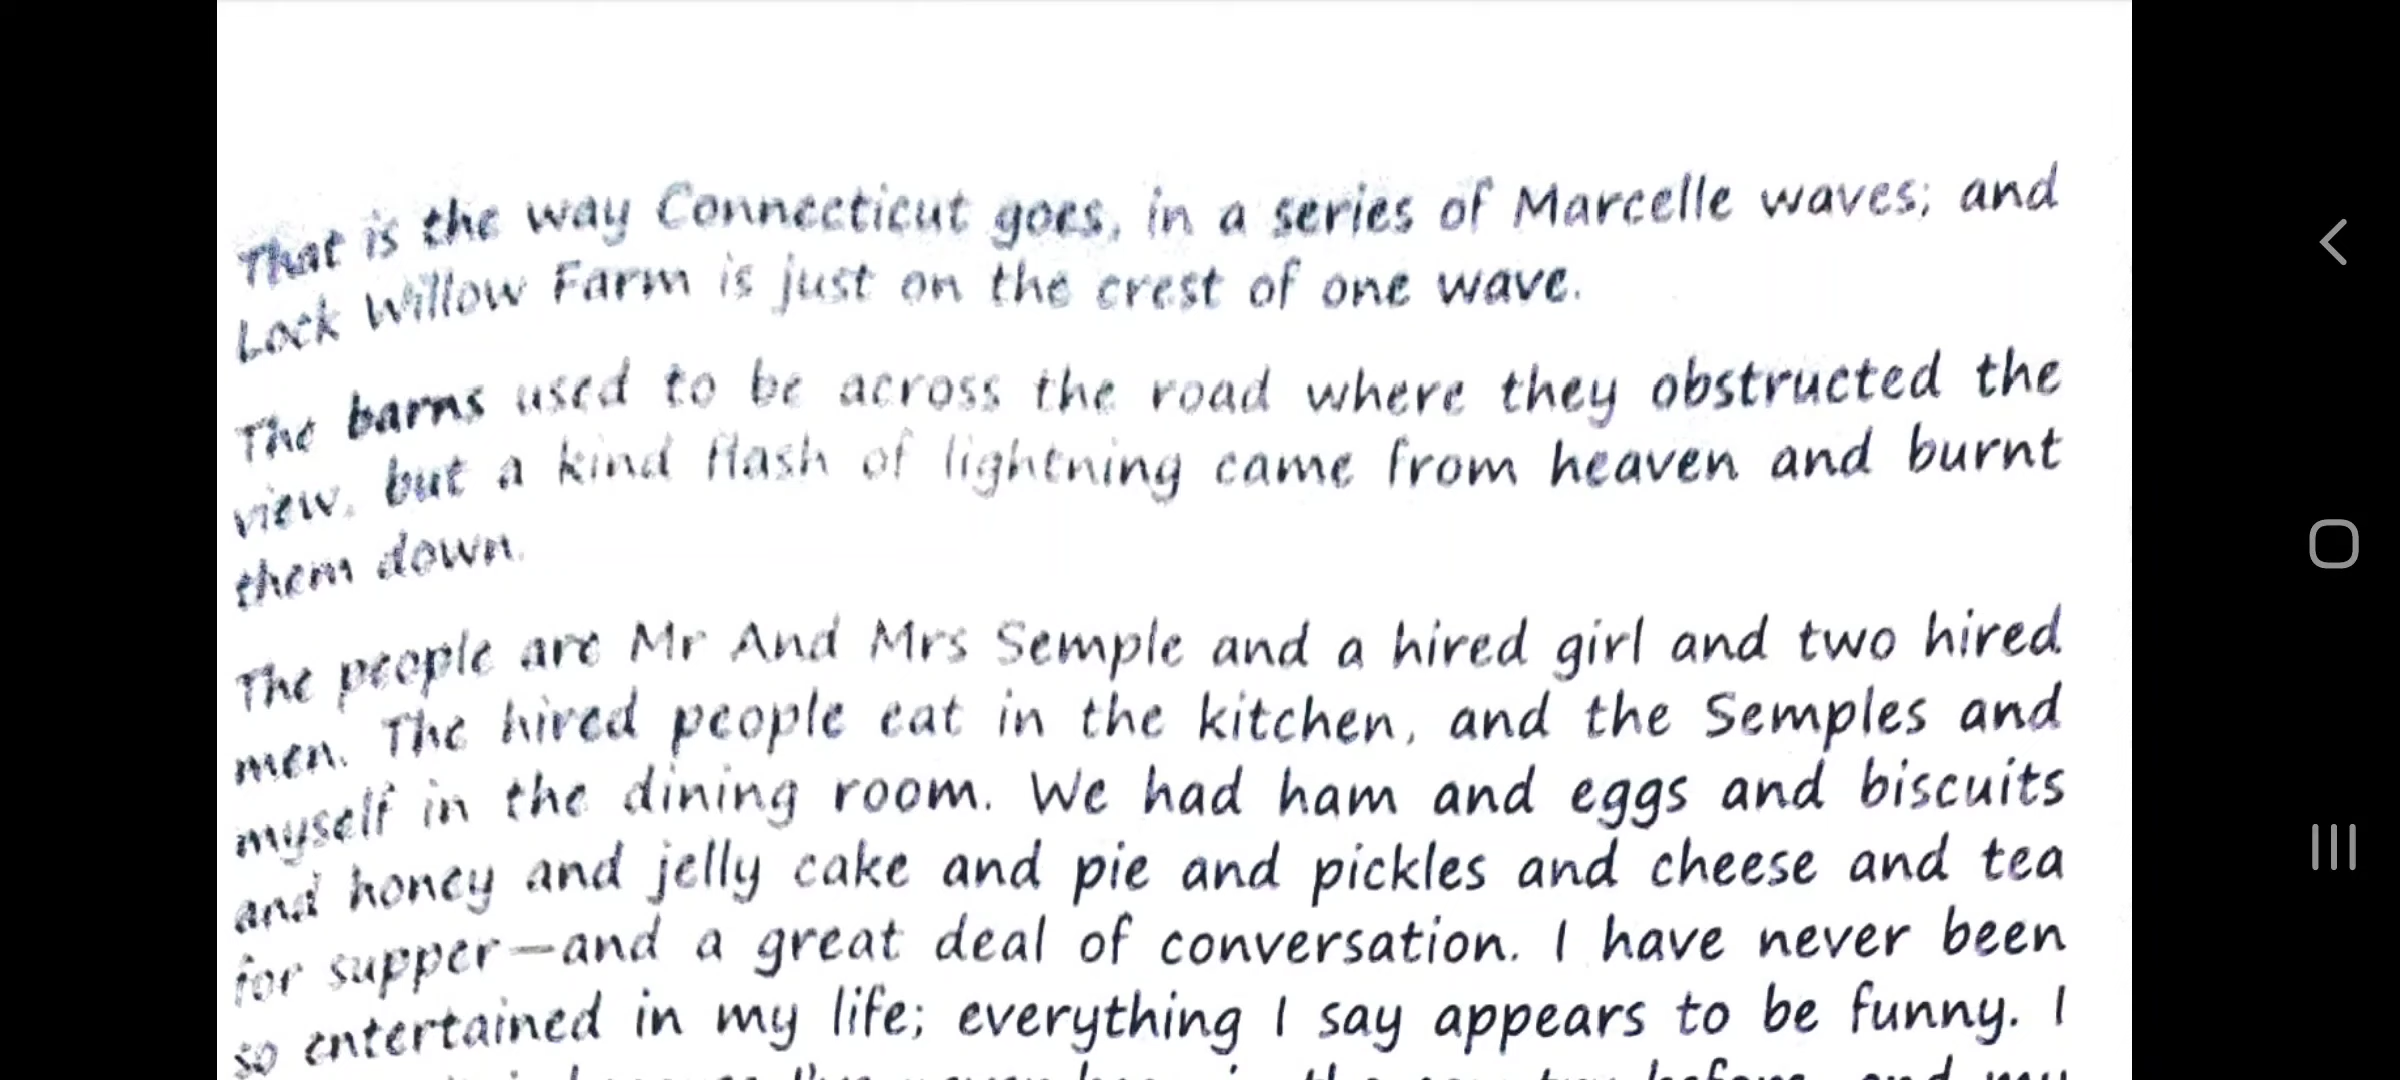 That is the way Connecticut goes, in a series of Marcelle waves; and
Lock Willow Farm is just on the crest of one wave.
The barns used to be across the road where they obstructed the
view, but a kind flash of lightning came from heaven and burnt
them down.
The people are Mr And Mrs Semple and a hired girl and two hired
men. The hired people eat in the kitchen, and the Semples and
myself in the dining room. We had ham and eggs and biscuits
and honey and jelly cake and pie and pickles and cheese and tea
for supper—and a great deal of conversation. I have never been
so entertained in my life; everything I say appears to be funny. I